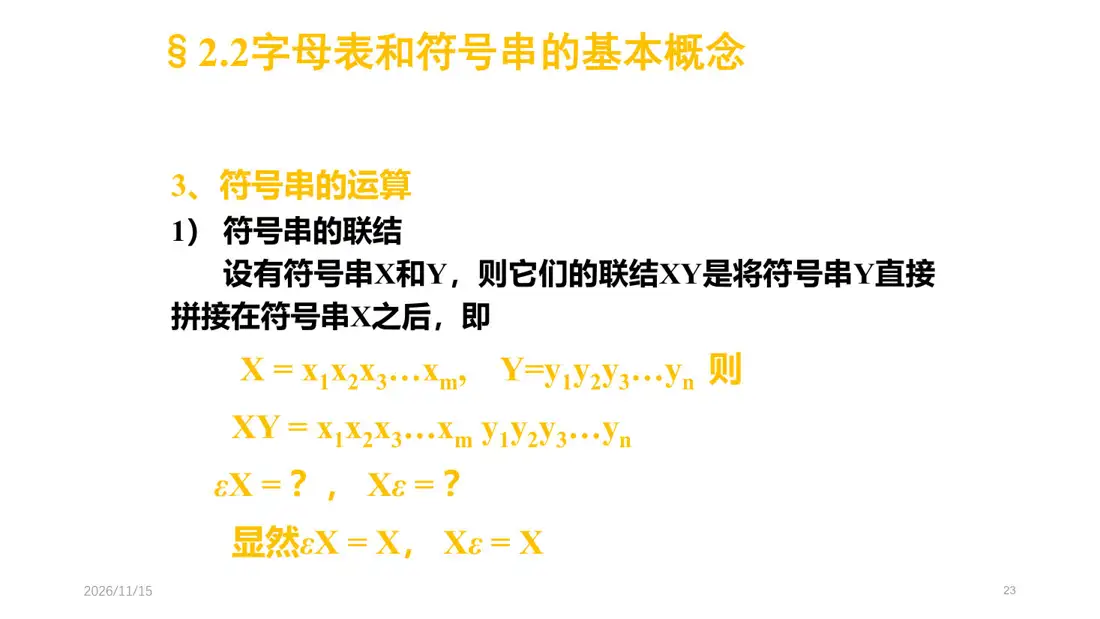 §2.2字母表和符号串的基本概念
3、符号串的运算
1） 符号串的联结
设有符号串X和Y，则它们的联结XY是将符号串Y直接
拼接在符号串X之后，即
X = x₁x₂x₃…xₘ, Y=y₁y₂y₃…yₙ 则
XY = x₁x₂x₃…xₘ y₁y₂y₃…yₙ
εX =？， Xε =？
显然εX = X， Xε = X
2026/11/15
23